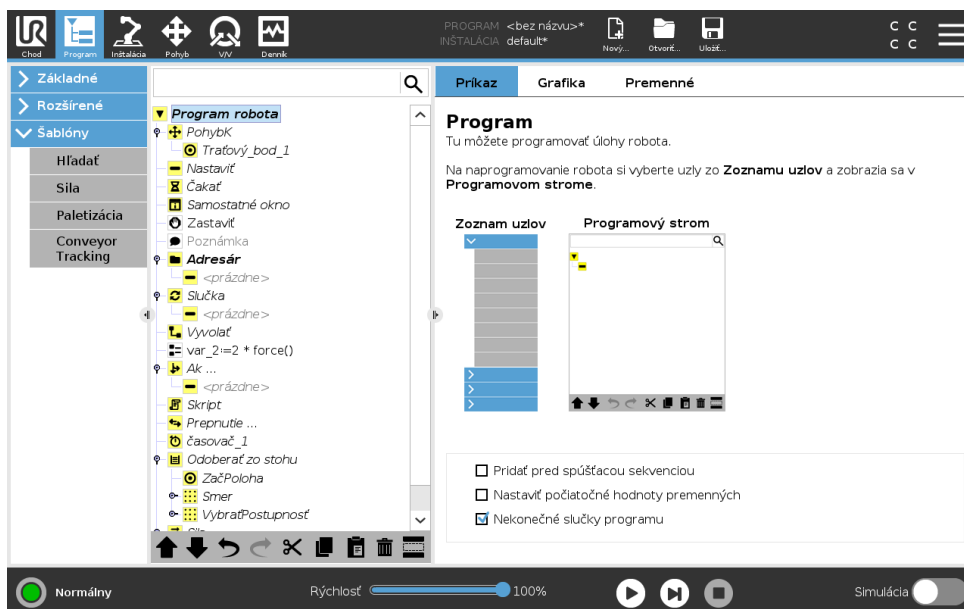 PROGRAM <bez názvu>*
INŠTALÁCIA default*
Chod
Program
Inštalácia
Pohyb
V/V
Denník
Nový...
Otvoriť...
Uložiť...
C C
C C
Základné
Rozšírené
Šablóny
Hľadať
Sila
Paletizácia
Conveyor
Tracking
Program robota
PohybK
Traťový_bod_1
Nastaviť
Čakať
Samostatné okno
Zastaviť
Poznámka
Adresár
<prázdne>
Slučka
<prázdne>
Vyvolať
var_2≔2 * force()
Ak ...
<prázdne>
Skript
Prepnutie ...
časovač_1
Odoberať zo stohu
ZačPoloha
Smer
VybraťPostupnosť
Príkaz
Grafika
Premenné
Program
Tu môžete programovať úlohy robota.
Na naprogramovanie robota si vyberte uzly zo Zoznamu uzlov a zobrazia sa v
Programovom strome.
Zoznam uzlov
Programový strom
Pridať pred spúšťacou sekvenciou
Nastaviť počiatočné hodnoty premenných
Nekonečné slučky programu
Normálny
Rýchlosť
100%
Simulácia